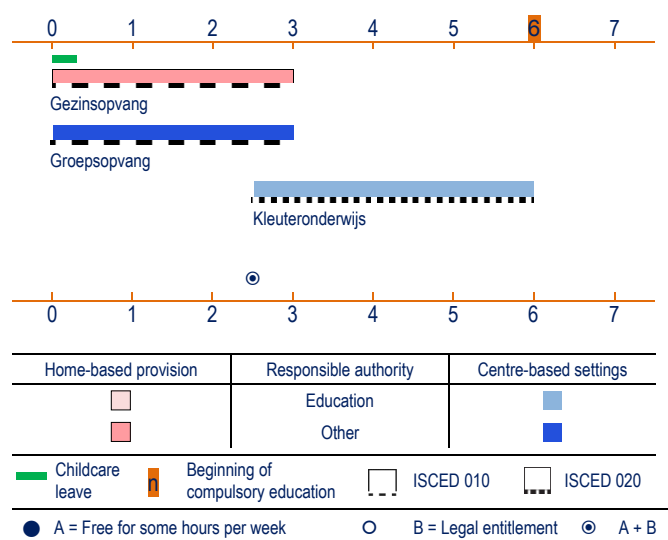 0 1 2 3 4 5 6 7
Gezinsopvang
Groepsopvang
Kleuteronderwijs
0 1 2 3 4 5 6 7
Home-based provision Responsible authority Centre-based settings
Education
Other
Childcare leave
n
Beginning of compulsory education
ISCED 010
ISCED 020
A = Free for some hours per week
B = Legal entitlement
A + B